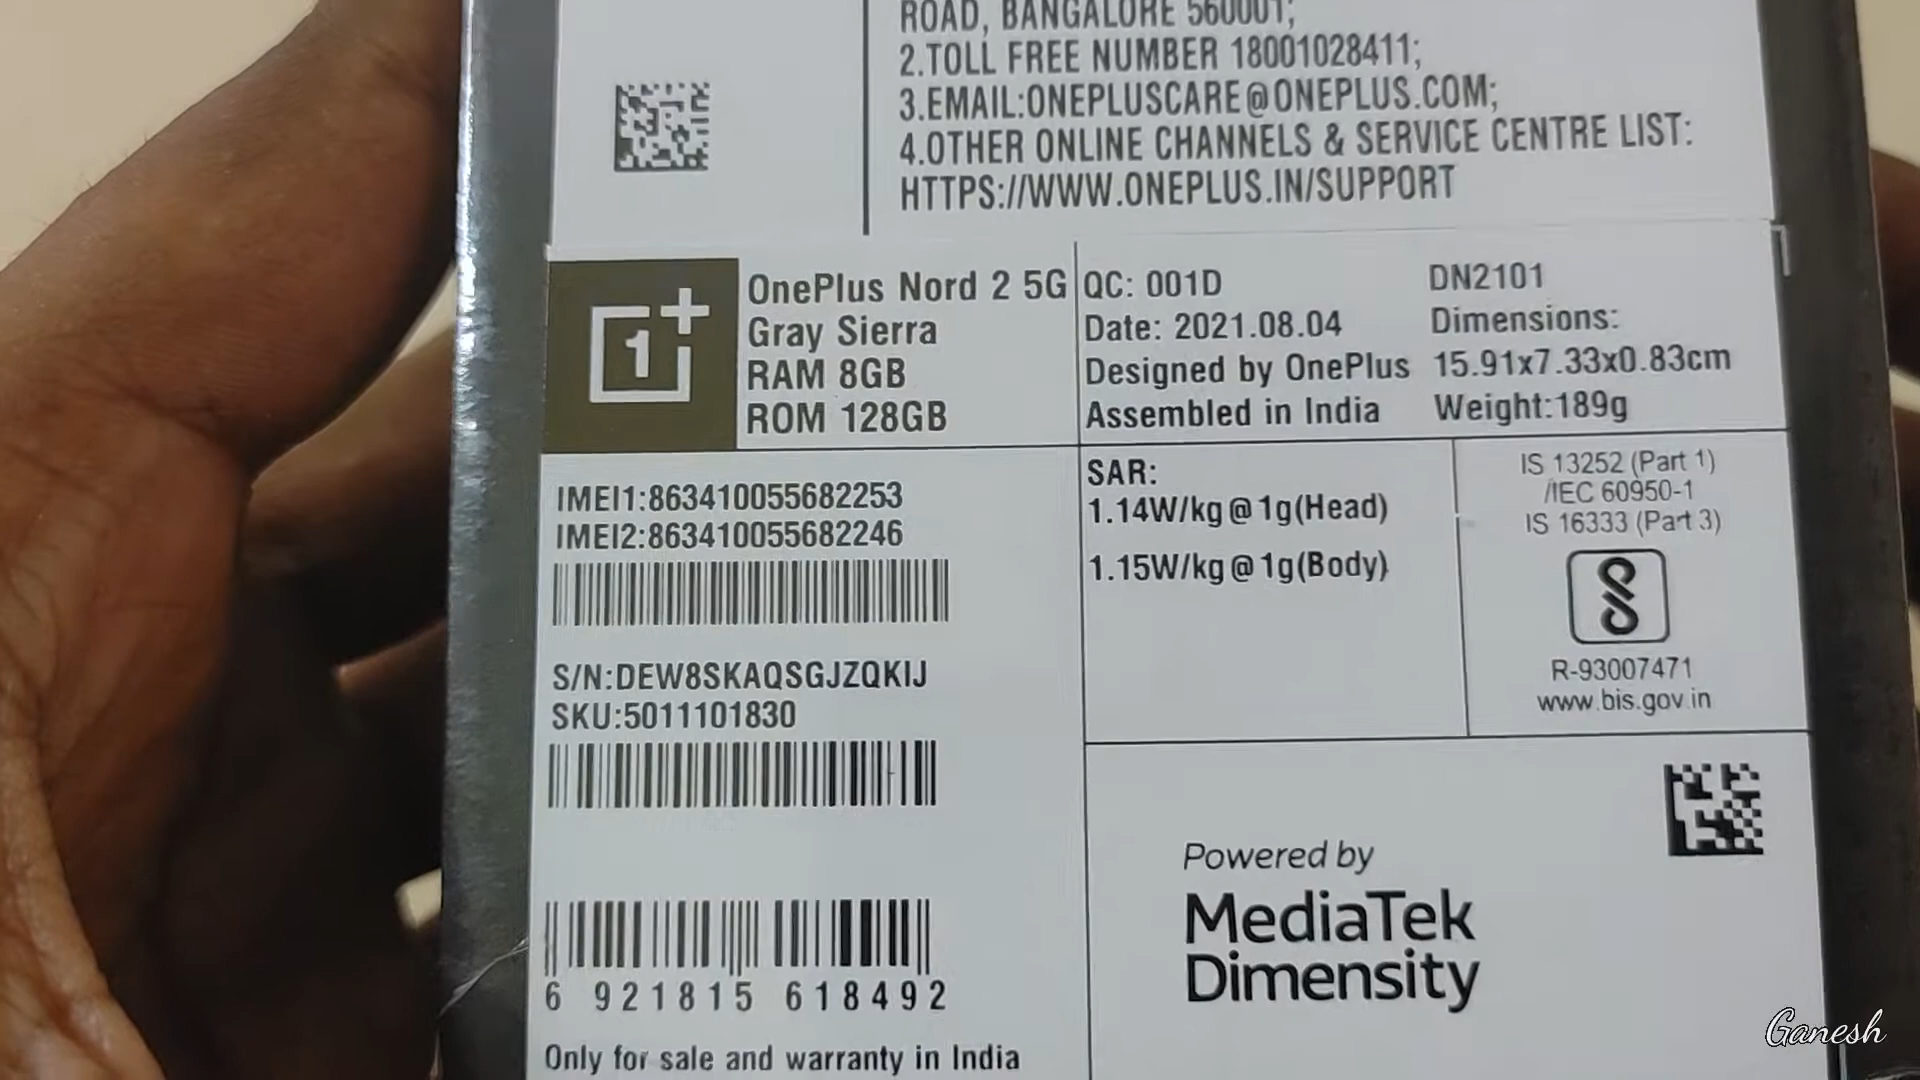 ROAD, BANGALORE 560001;
2.TOLL FREE NUMBER 18001028411;
3.EMAIL:ONEPLUSCARE@ONEPLUS.COM;
4.OTHER ONLINE CHANNELS & SERVICE CENTRE LIST:
HTTPS://WWW.ONEPLUS.IN/SUPPORT
1+
OnePlus Nord 2 5G
Gray Sierra
RAM 8GB
ROM 128GB
QC: 001D
Date: 2021.08.04
Designed by OnePlus
Assembled in India
DN2101
Dimensions:
15.91x7.33x0.83cm
Weight:189g
IMEI1:863410055682253
IMEI2:863410055682246
S/N:DEW8SKAQSGJZQKIJ
SKU:5011101830
6 921815 618492
Only for sale and warranty in India
SAR:
1.14W/kg@1g(Head)
1.15W/kg@1g(Body)
IS 13252 (Part 1)
/IEC 60950-1
IS 16333 (Part 3)
R-93007471
www.bis.gov.in
Powered by
MediaTek
Dimensity
Ganesh